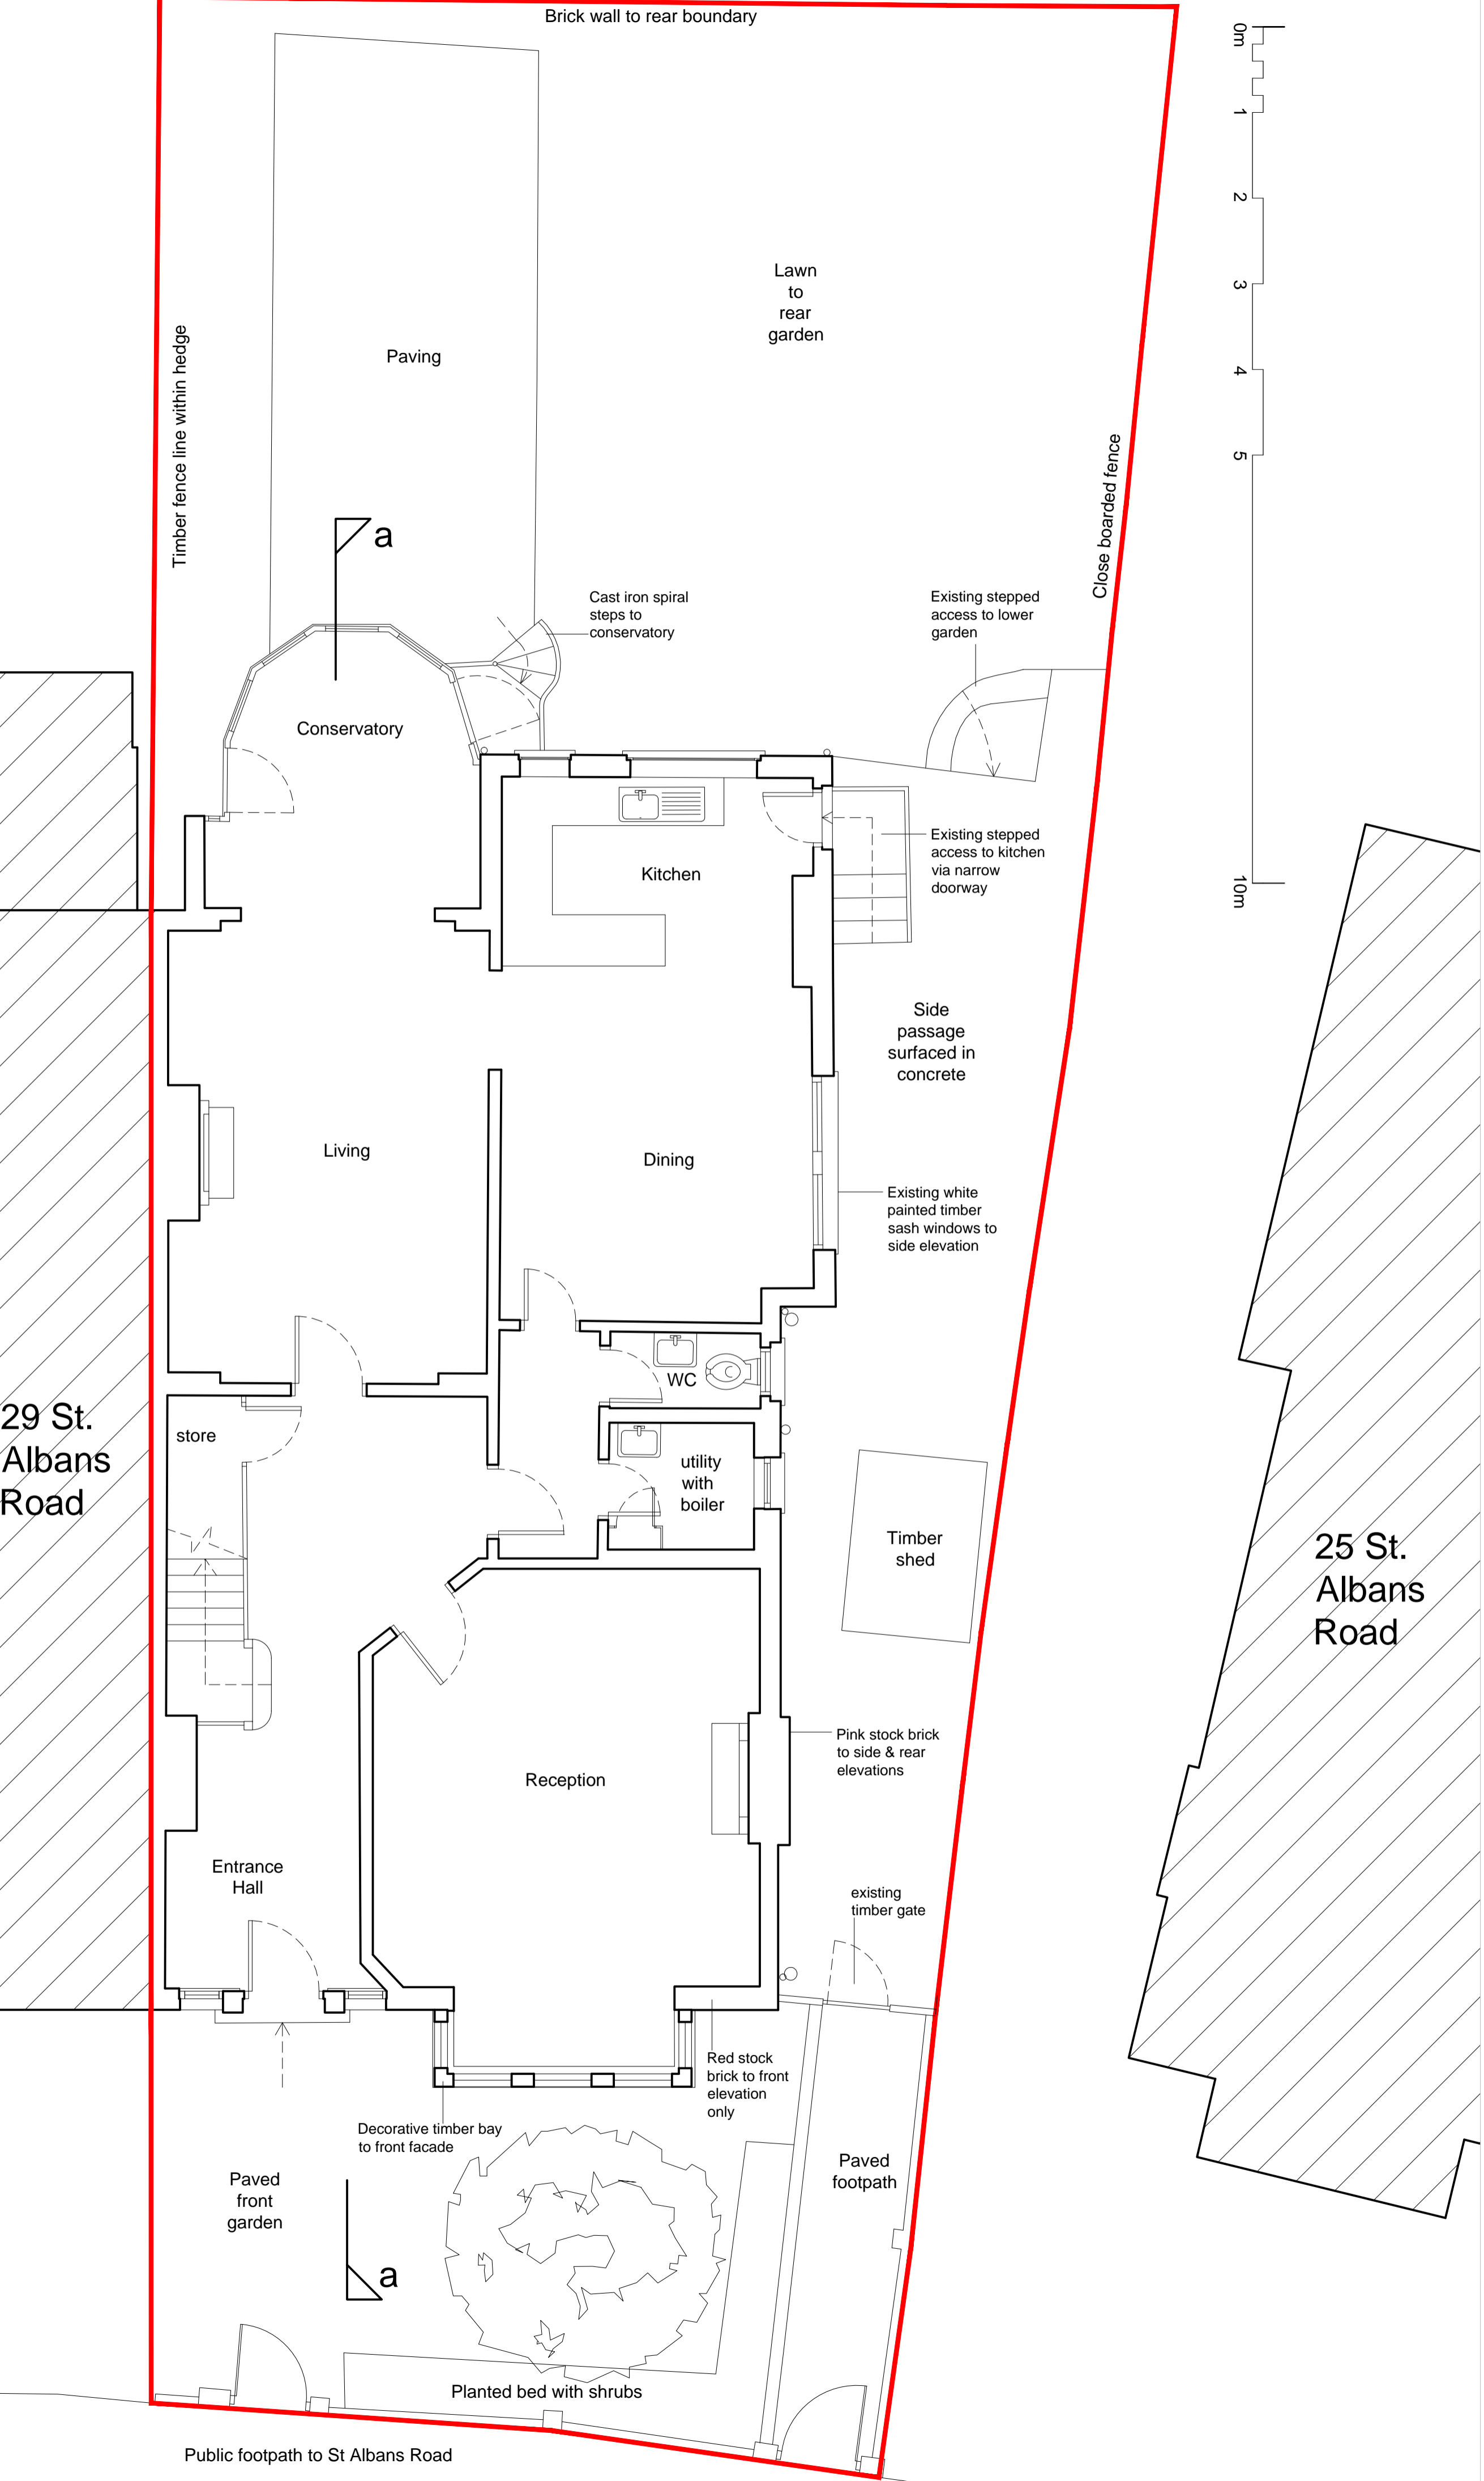 Brick wall to rear boundary
0m
1
2
3
4
5
10m
Lawn
to
rear
garden
Paving
Timber fence line within hedge
Close boarded fence
a
Cast iron spiral
steps to
conservatory
Existing stepped
access to lower
garden
Conservatory
Kitchen
Existing stepped
access to kitchen
via narrow
doorway
Side
passage
surfaced in
concrete
Living
Dining
Existing white
painted timber
sash windows to
side elevation
WC
29 St.
Albans
Road
store
utility
with
boiler
Timber
shed
25 St.
Albans
Road
Pink stock brick
to side & rear
elevations
Reception
Entrance
Hall
existing
timber gate
Red stock
brick to front
elevation
only
Decorative timber bay
to front facade
Paved
front
garden
Paved
footpath
a
Planted bed with shrubs
Public footpath to St Albans Road